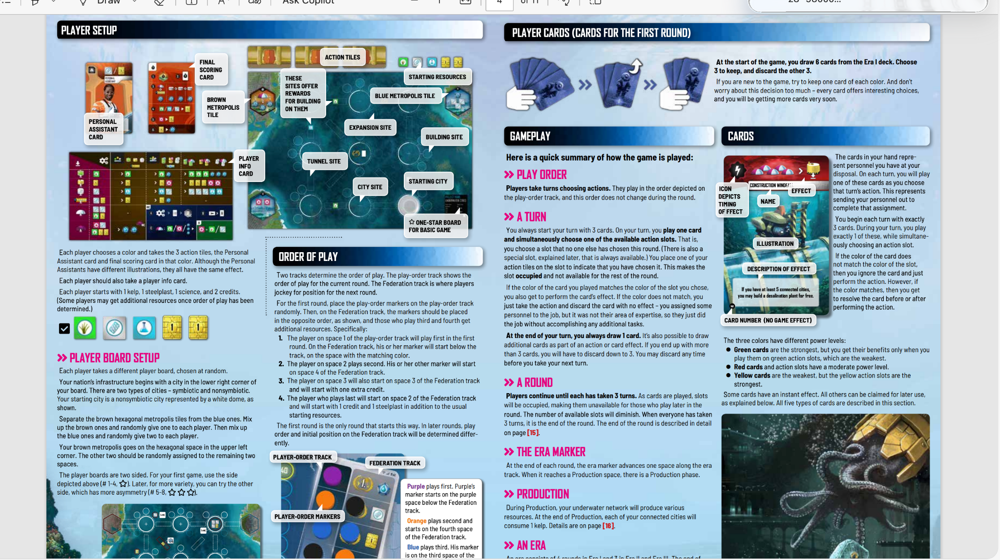 Draw
Ask Copilot
4
of 11
28 98000...
PLAYER SETUP
ACTION TILES
FINAL
SCORING
CARD
STARTING RESOURCES
THESE
SITES OFFER
REWARDS
FOR BUILDING
ON THEM
BLUE METROPOLIS TILE
BROWN
METROPOLIS
TILE
PERSONAL
ASSISTANT
PERSONAL
ASSISTANT
CARD
EXPANSION SITE
BUILDING SITE
PLAYER
INFO
CARD
TUNNEL SITE
CITY SITE
STARTING CITY
UNDERWATER CITIES
ONE-STAR BOARD
FOR BASIC GAME
Each player chooses a color and takes the 3 action tiles, the Personal
Assistant card and final scoring card in that color. Although the Personal
Assistants have different illustrations, they all have the same effect.
Each player should also take a player info card.
Each player starts with 1 kelp, 1 steelplast, 1 science, and 2 credits.
(Some players may get additional resources once order of play has been
determined.)
1
1
PLAYER BOARD SETUP
Each player takes a different player board, chosen at random.
Your nation's infrastructure begins with a city in the lower right corner of
your board. There are two types of cities – symbiotic and nonsymbiotic.
Your starting city is a nonsymbiotic city represented by a white dome, as
shown.
Separate the brown hexagonal metropolis tiles from the blue ones. Mix
up the brown ones and randomly give one to each player. Then mix up
the blue ones and randomly give two to each player.
Your brown metropolis goes on the hexagonal space in the upper left
corner. The other two should be randomly assigned to the remaining two
spaces.
The player boards are two sided. For your first game, use the side
depicted above (# 1-4, ☆). Later, for more variety, you can try the other
side, which has more asymmetry (# 5-8, ☆ ☆ ☆).
ORDER OF PLAY
Two tracks determine the order of play. The play-order track shows the
order of play for the current round. The Federation track is where players
jockey for position for the next round.
For the first round, place the play-order markers on the play-order track
randomly. Then, on the Federation track, the markers should be placed
in the opposite order, as shown, and those who play third and fourth get
additional resources. Specifically:
1. The player on space 1 of the play-order track will play first in the first
round. On the Federation track, his or her marker will start below the
track, on the space with the matching color.
2. The player on space 2 plays second. His or her other marker will start
on space 4 of the Federation track.
3. The player on space 3 will also start on space 3 of the Federation track
and will start with one extra credit.
4. The player who plays last will start on space 2 of the Federation track
and will start with 1 credit and 1 steelplast in addition to the usual
starting resources.
The first round is the only round that starts this way. In later rounds, play
order and initial position on the Federation track will be determined differ-
ently.
PLAYER-ORDER TRACK
FEDERATION TRACK
40
1.
PLAYER-ORDER MARKERS
1
Purple plays first. Purple's
marker starts on the purple
space below the Federation
track.
Orange plays second and
starts on the fourth space
of the Federation track.
Blue plays third. His marker
is on the third space of the
PLAYER CARDS (CARDS FOR THE FIRST ROUND)
At the start of the game, you draw 6 cards from the Era I deck. Choose
3 to keep, and discard the other 3.
If you are new to the game, try to keep one card of each color. And don't
worry about this decision too much – every card offers interesting choices,
and you will be getting more cards very soon.
GAMEPLAY
Here is a quick summary of how the game is played:
PLAY ORDER
Players take turns choosing actions. They play in the order depicted on
the play-order track, and this order does not change during the round.
A TURN
You always start your turn with 3 cards. On your turn, you play one card
and simultaneously choose one of the available action slots. That is,
you choose a slot that no one else has chosen this round. (There is also a
special slot, explained later, that is always available.) You place one of your
action tiles on the slot to indicate that you have chosen it. This makes the
slot occupied and not available for the rest of the round.
If the color of the card you played matches the color of the slot you chose,
you also get to perform the card's effect. If the color does not match, you
just take the action and discard the card with no effect – you assigned some
personnel to the job, but it was not their area of expertise, so they just did
the job without accomplishing any additional tasks.
At the end of your turn, you always draw 1 card. It's also possible to draw
additional cards as part of an action or card effect. If you end up with more
than 3 cards, you will have to discard down to 3. You may discard any time
before you take your next turn.
A ROUND
Players continue until each has taken 3 turns. As cards are played, slots
will be occupied, making them unavailable for those who play later in the
round. The number of available slots will diminish. When everyone has taken
3 turns, it is the end of the round. The end of the round is described in detail
on page [15].
THE ERA MARKER
At the end of each round, the era marker advances one space along the era
track. When it reaches a Production space, there is a Production phase.
PRODUCTION
During Production, your underwater network will produce various
resources. At the end of Production, each of your connected cities will
consume 1 kelp. Details are on page [16].
AN ERA
An era consists of 4 rounds in Era I and 3 in Era II and Era III. The end of
CARDS
CONSTRUCTION WINDFA
ICON
DEPICTS
TIMING
OF FFECT
EFFECT
NAME
ILLUSTRATION
DESCRIPTION OF EFFECT
If you have at least 5 connected cities,
you may build a desalination plant for free.
CARD NUMBER (NO GAME EFFECT)
The cards in your hand repre-
sent personnel you have at your
disposal. On each turn, you will play
one of these cards as you choose
that turn's action. This represents
sending your personnel out to
complete that assignment.
You begin each turn with exactly
3 cards. During your turn, you play
exactly 1 of these, while simultane-
ously choosing an action slot.
If the color of the card does
not match the color of the slot,
then you ignore the card and just
perform the action. However, if
the color matches, then you get
to resolve the card before or after
performing the action.
The three colors have different power levels:
● Green cards are the strongest, but you get their benefits only when you
play them on green action slots, which are the weakest.
● Red cards and action slots have a moderate power level.
● Yellow cards are the weakest, but the yellow action slots are the
strongest.
Some cards have an instant effect. All others can be claimed for later use,
as explained below. All five types of cards are described in this section.